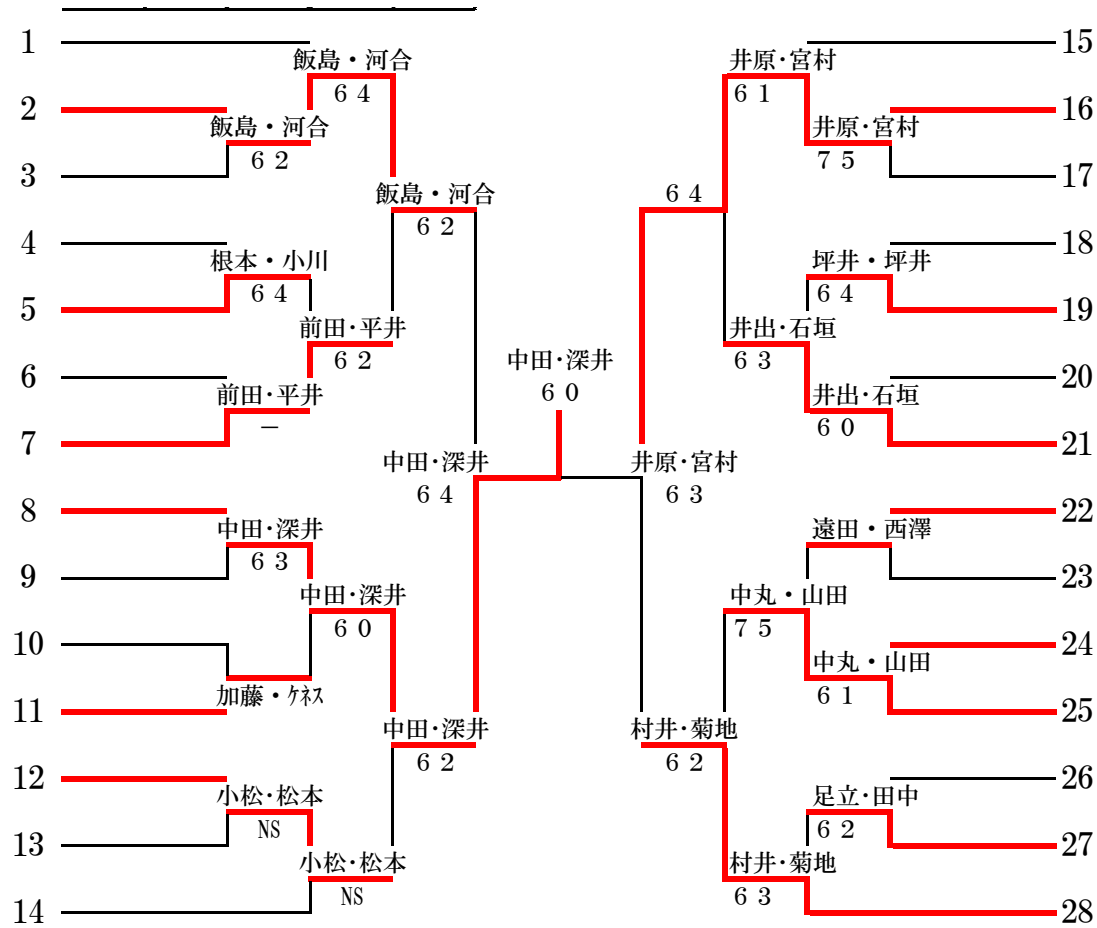 1
飯島・河合
6 4
2
飯島・河合
6 2
3
飯島・河合
6 2
4
根本・小川
6 4
5
前田・平井
6 2
6
前田・平井
－
7
中田・深井
6 4
8
中田・深井
6 3
9
中田・深井
6 0
10
加藤・ケネス
11
中田・深井
6 2
12
小松・松本
NS
13
小松・松本
NS
14
中田・深井
6 0
15
井原・宮村
6 1
16
井原・宮村
7 5
17
6 4
18
坪井・坪井
6 4
19
井出・石垣
6 3
20
井出・石垣
6 0
21
井原・宮村
6 3
22
遠田・西澤
23
中丸・山田
7 5
24
中丸・山田
6 1
25
村井・菊地
6 2
26
足立・田中
6 2
27
村井・菊地
6 3
28